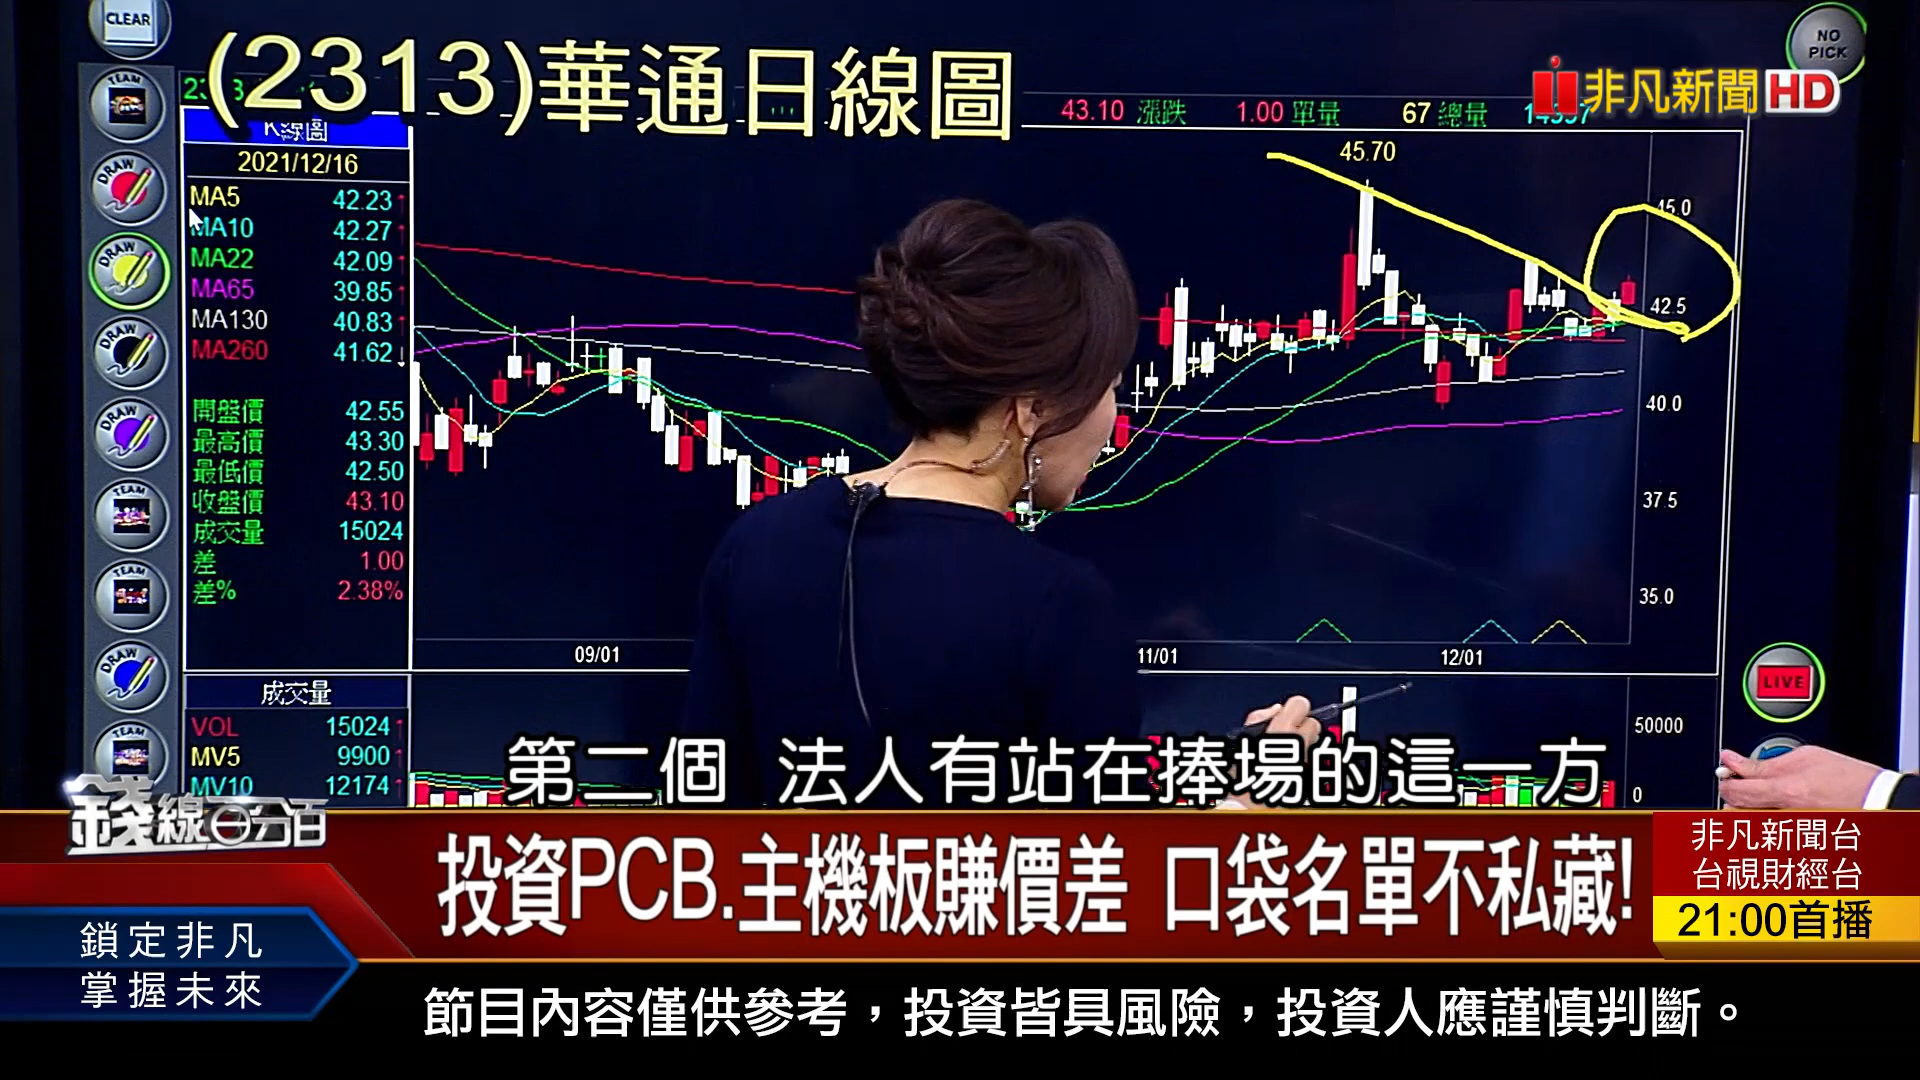 CLEAR
NO
PICK
(2313)華通日線圖
非凡新聞HD
43.10 漲跌 1.00 單量 67 總量
K線圖
2021/12/16
45.70
TEAM
DRAW
MA5 42.23
MA10 42.27
MA22 42.09
MA65 39.85
MA130 40.83
MA260 41.62
開盤價 42.55
最高價 43.30
最低價 42.50
收盤價 43.10
成交量 15024
差 1.00
差% 2.38%
DRAW
DRAW
DRAW
TEAM
TEAM
DRAW
TEAM
45.0
42.5
40.0
37.5
35.0
09/01
11/01
12/01
LIVE
成交量
VOL 15024
MV5 9900
MV10 12174
50000
0
第二個 法人有站在捧場的這一方
錢線百分百
投資PCB.主機板賺價差 口袋名單不私藏!
非凡新聞台
台視財經台
21:00首播
鎖定非凡
掌握未來
節目內容僅供參考，投資皆具風險，投資人應謹慎判斷。